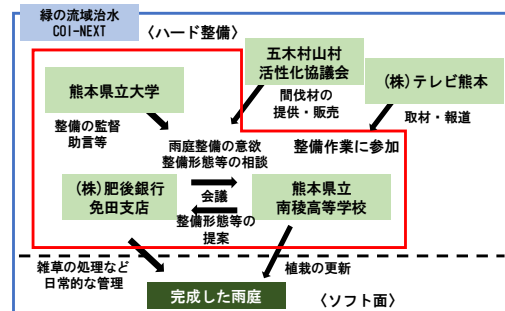 緑の流域治水
COI-NEXT
〈ハード整備〉
五木村山村
活性化協議会
(株)テレビ熊本
熊本県立大学
間伐材の
提供・販売
取材・報道
整備の監督
助言等
雨庭整備の意欲
整備形態等の相談
整備作業に参加
(株)肥後銀行
免田支店
会議
熊本県立
南稜高等学校
整備形態等の
提案
雑草の処理など
日常的な管理
植栽の更新
完成した雨庭
〈ソフト面〉